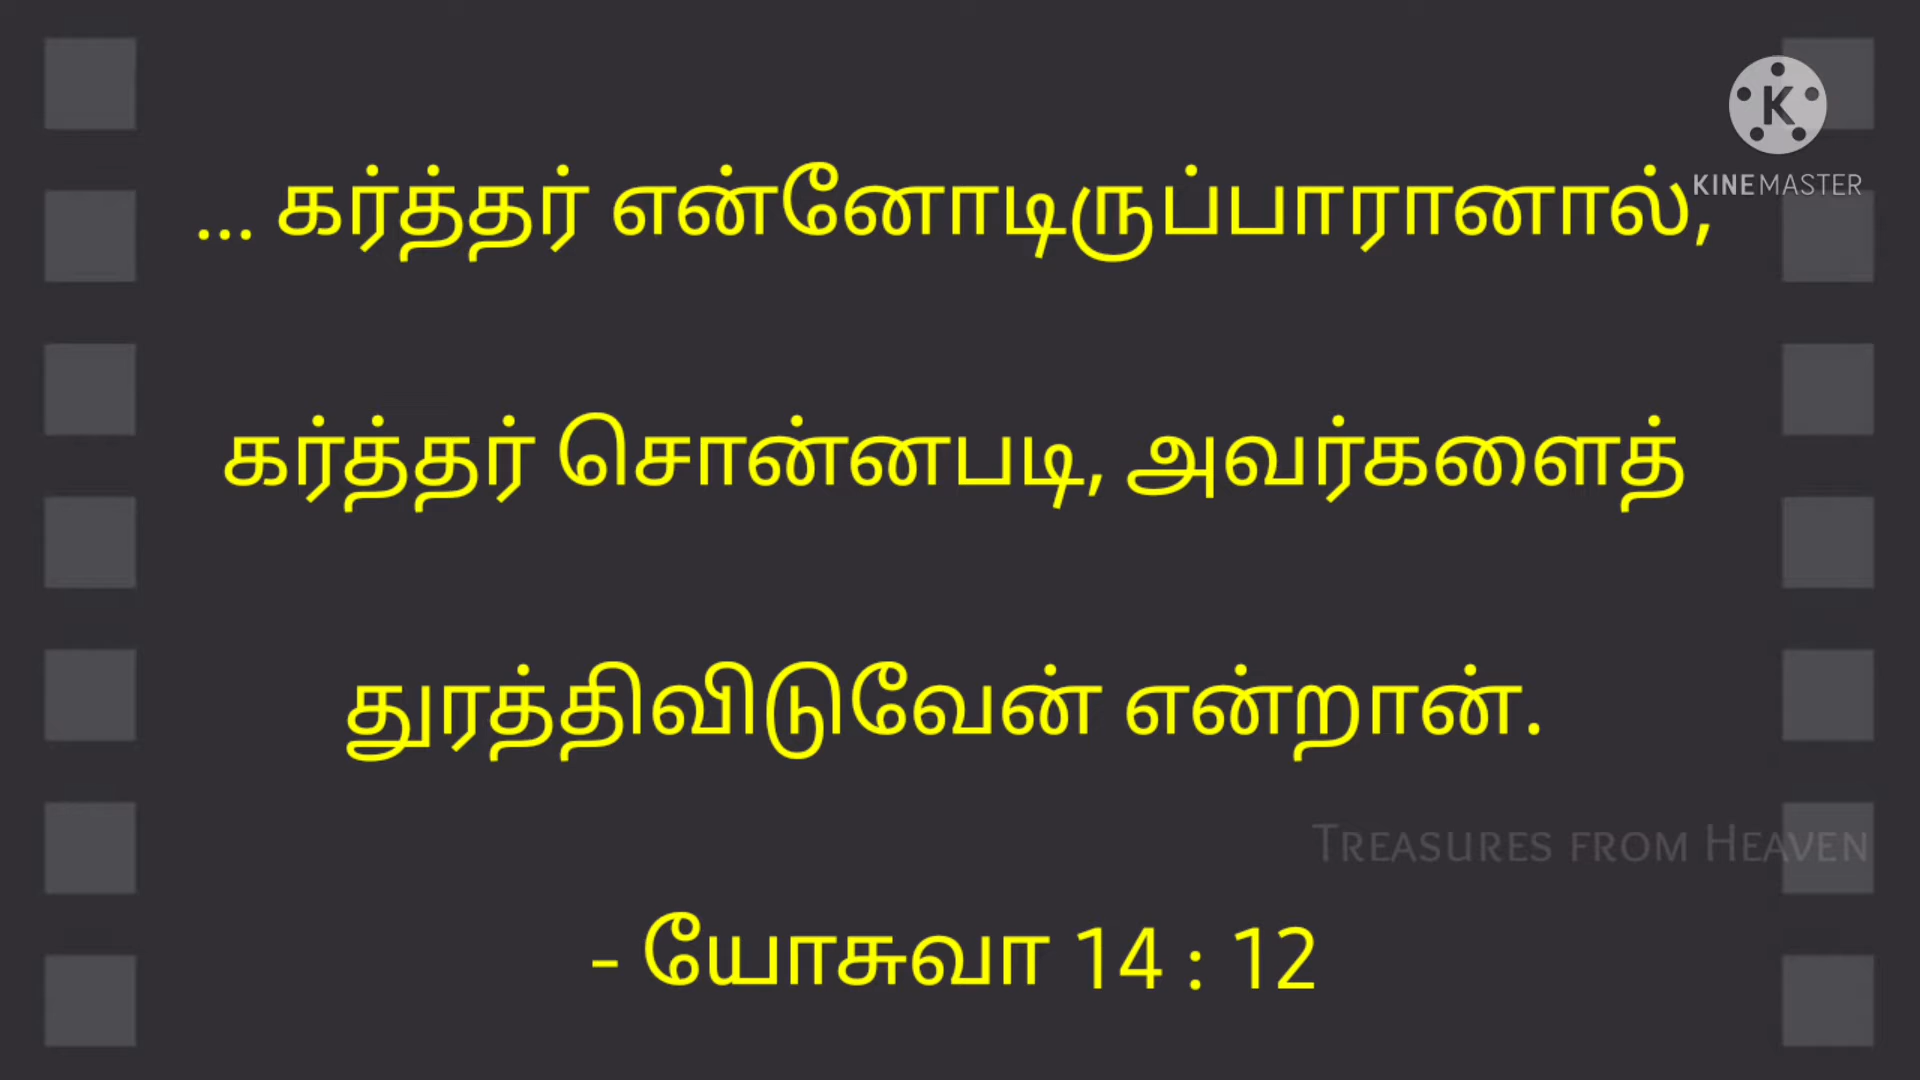 K
KINEMASTER
... கர்த்தர் என்னோடிருப்பாரானால்,
கர்த்தர் சொன்னபடி, அவர்களைத்
துரத்திவிடுவேன் என்றான்.
TREASURES FROM HEAVEN
- யோசுவா 14 : 12